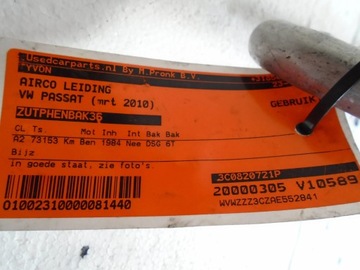 Usedcarparts.nl By M.Pronk B.V.
YVON
AIRCO LEIDING
VW PASSAT (mrt 2010)
GEBRUIK
ZUTPHENBAK36
CL Ts Mot Inh Int Bak Bak
A2 73153 Km Ben 1984 Nee DSG 6T
Bijz
in goede staat. zie foto's.
3C0820721P
20000305 V10589
WVWZZZ3CZAE552841
0100231000081440